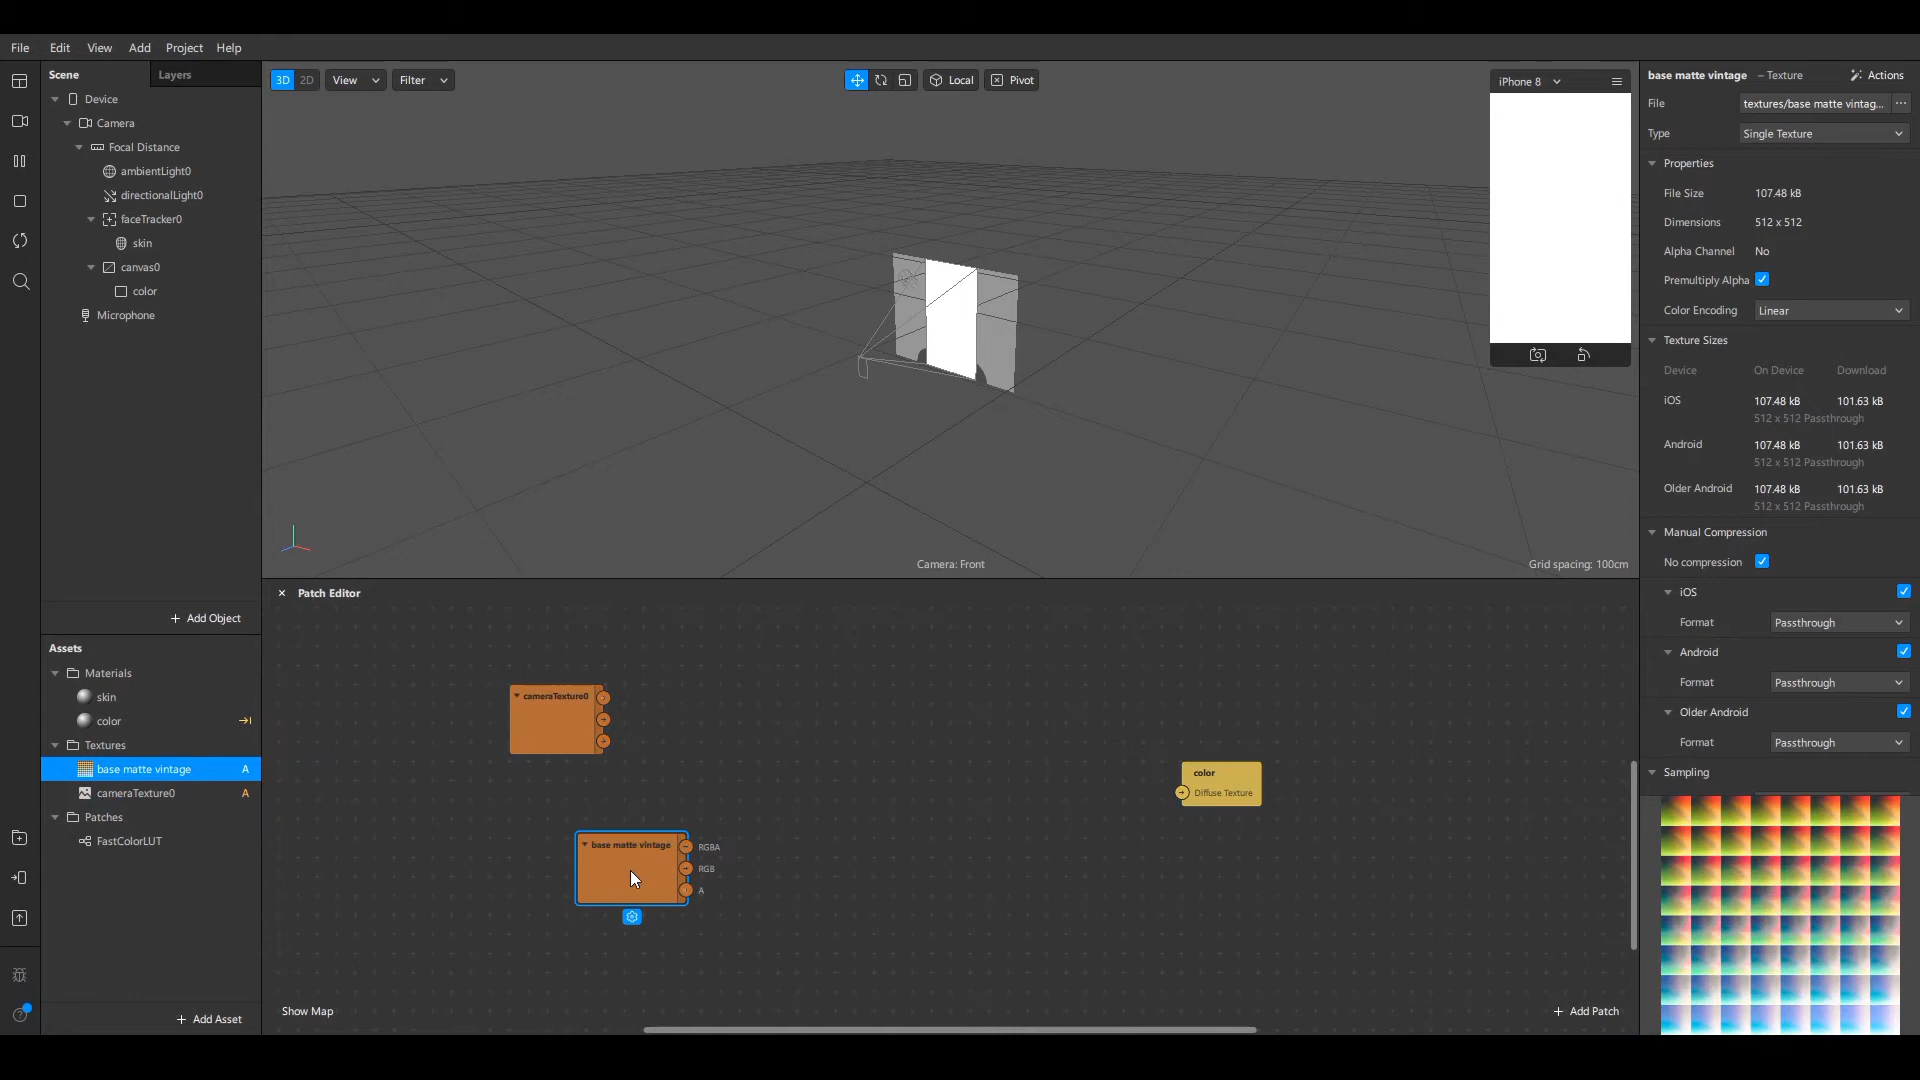 File Edit View Add Project Help
Scene Layers
Device
Camera
Focal Distance
ambientLight0
directionalLight0
faceTracker0
skin
canvas0
color
Microphone
+ Add Object
Assets
Materials
skin
color
Textures
base matte vintage A
cameraTexture0 A
Patches
FastColorLUT
+ Add Asset
3D 2D View Filter
Local Pivot
iPhone 8
Camera: Front
Grid spacing: 100cm
× Patch Editor
cameraTexture0
base matte vintage
RGBA
RGB
A
color
Diffuse Texture
Show Map
+ Add Patch
base matte vintage – Texture Actions
File textures/base matte vintag... ...
Type Single Texture
Properties
File Size 107.48 kB
Dimensions 512 x 512
Alpha Channel No
Premultiply Alpha
Color Encoding Linear
Texture Sizes
Device On Device Download
iOS 107.48 kB 101.63 kB
512 x 512 Passthrough
Android 107.48 kB 101.63 kB
512 x 512 Passthrough
Older Android 107.48 kB 101.63 kB
512 x 512 Passthrough
Manual Compression
No compression
iOS
Format Passthrough
Android
Format Passthrough
Older Android
Format Passthrough
Sampling